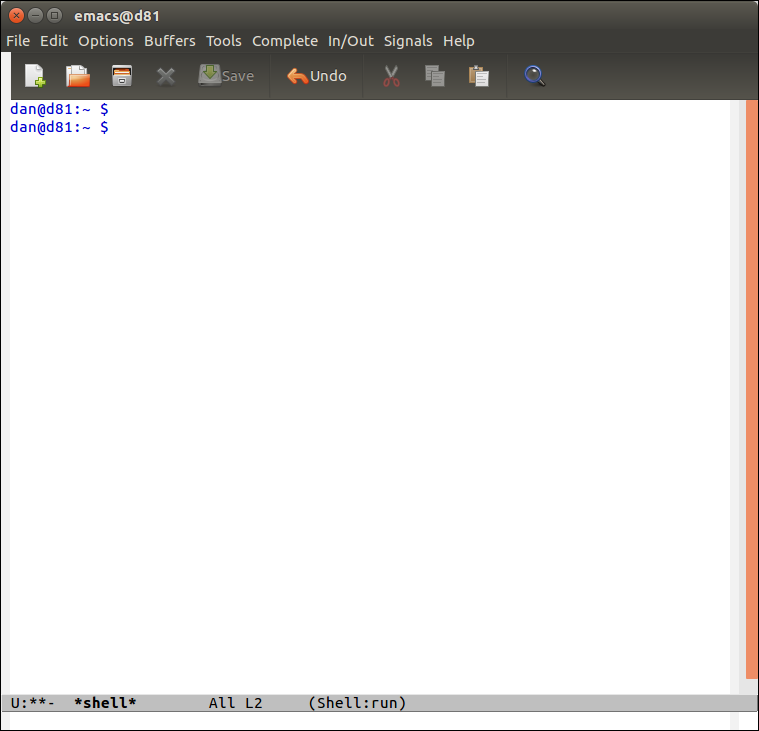 emacs@d81
File Edit Options Buffers Tools Complete In/Out Signals Help
Save Undo
dan@d81:~ $
dan@d81:~ $
U:**-  *shell*        All L2     (Shell:run)